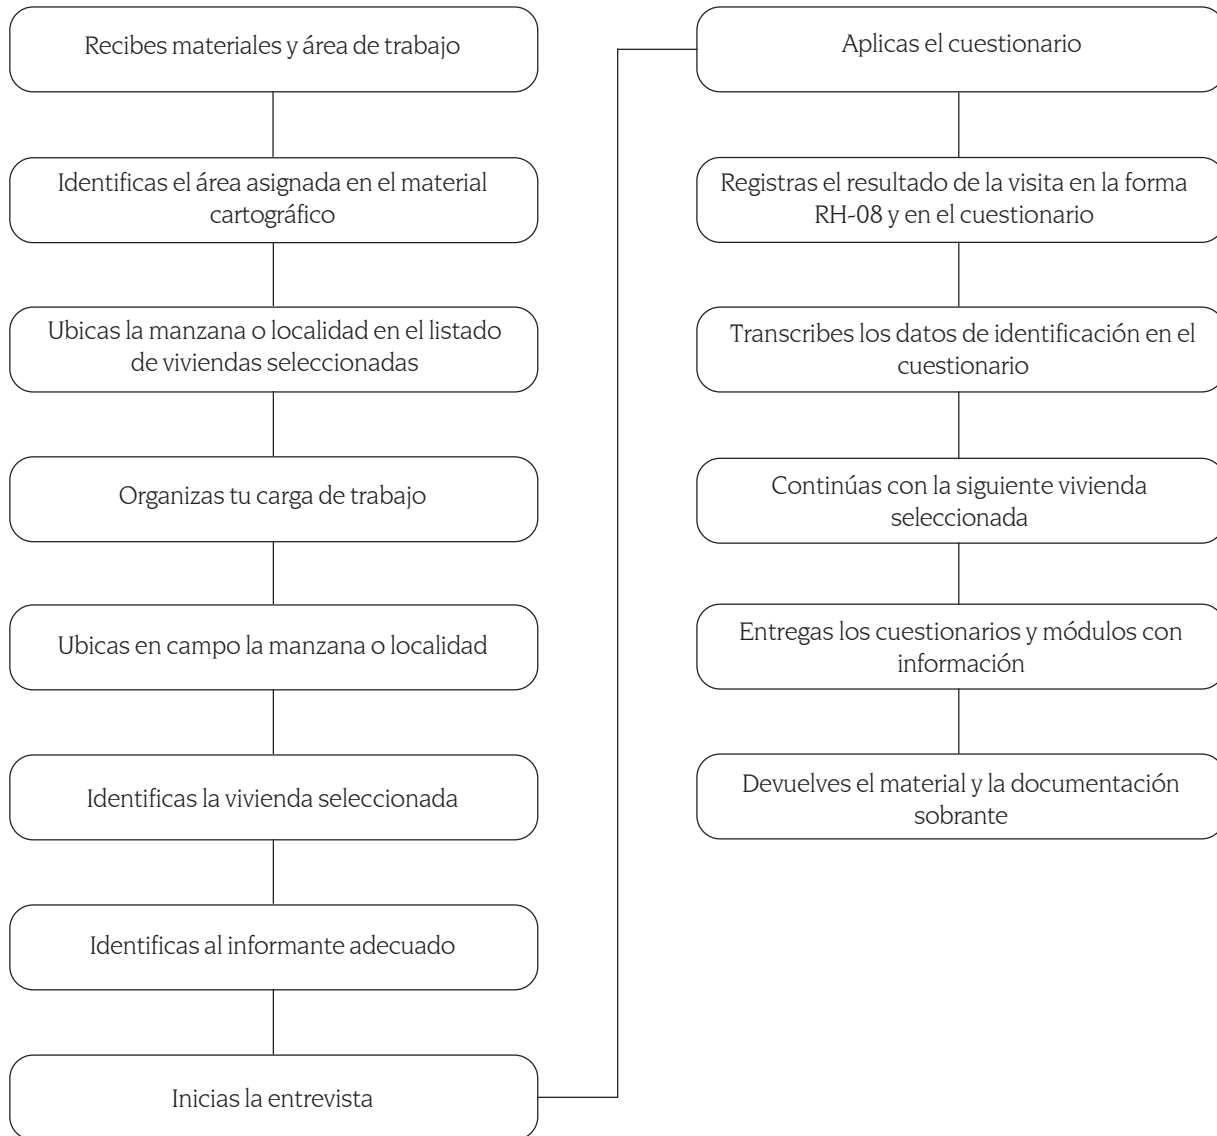 Recibes materiales y área de trabajo
Identificas el área asignada en el material
cartográfico
Ubicas la manzana o localidad en el listado
de viviendas seleccionadas
Organizas tu carga de trabajo
Ubicas en campo la manzana o localidad
Identificas la vivienda seleccionada
Identificas al informante adecuado
Inicias la entrevista
Aplicas el cuestionario
Registras el resultado de la visita en la forma
RH-08 y en el cuestionario
Transcribes los datos de identificación en el
cuestionario
Continúas con la siguiente vivienda
seleccionada
Entregas los cuestionarios y módulos con
información
Devuelves el material y la documentación
sobrante